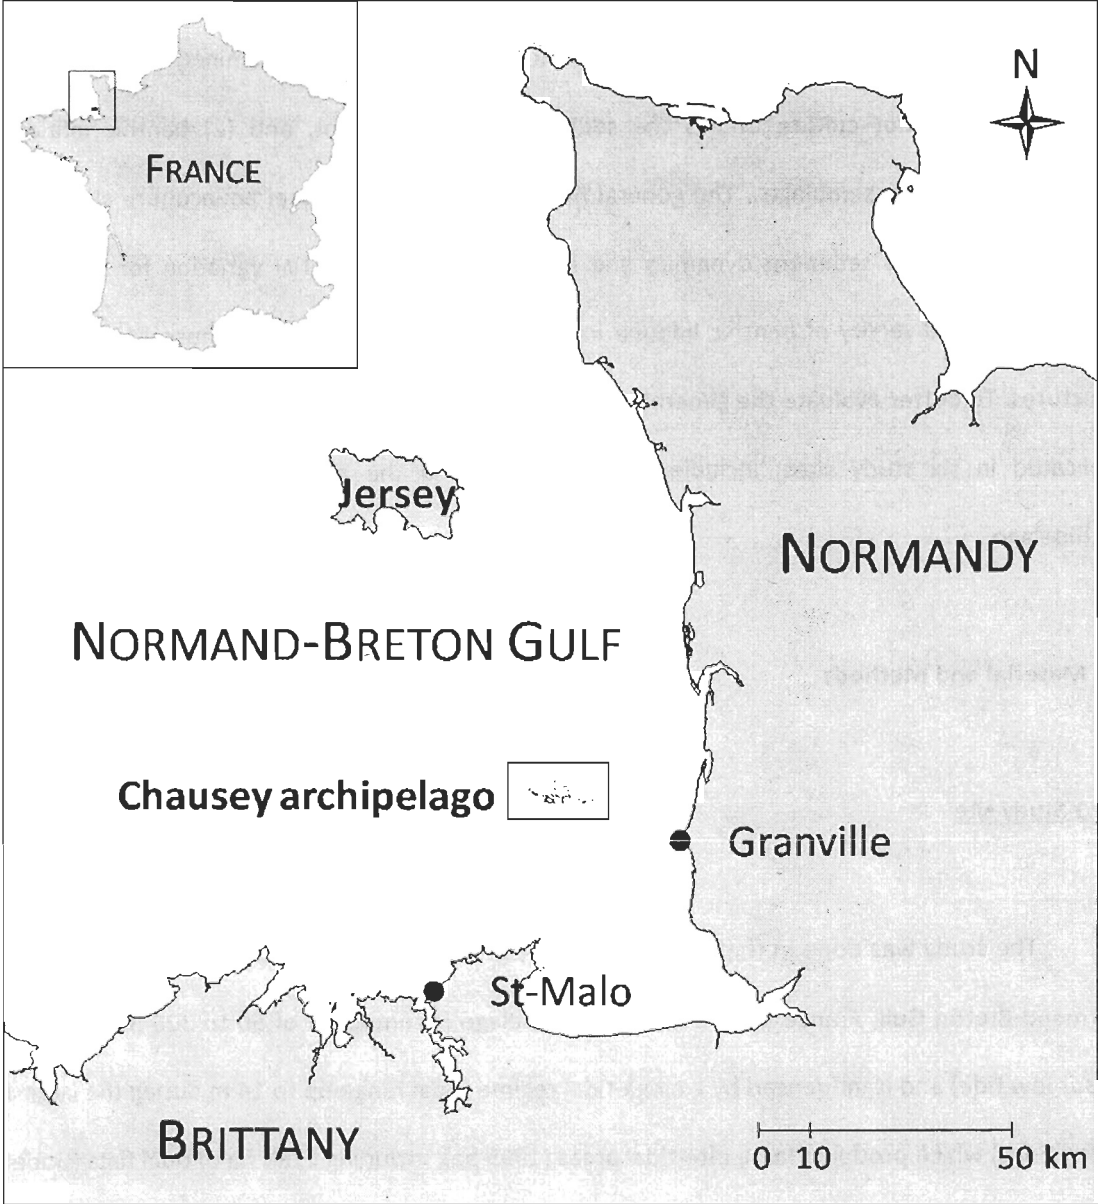 N
FRANCE
Jersey
NORMANDY
NORMAND-BRETON GULF
Chausey archipelago
Granville
St-Malo
BRITTANY
0 10 50 km